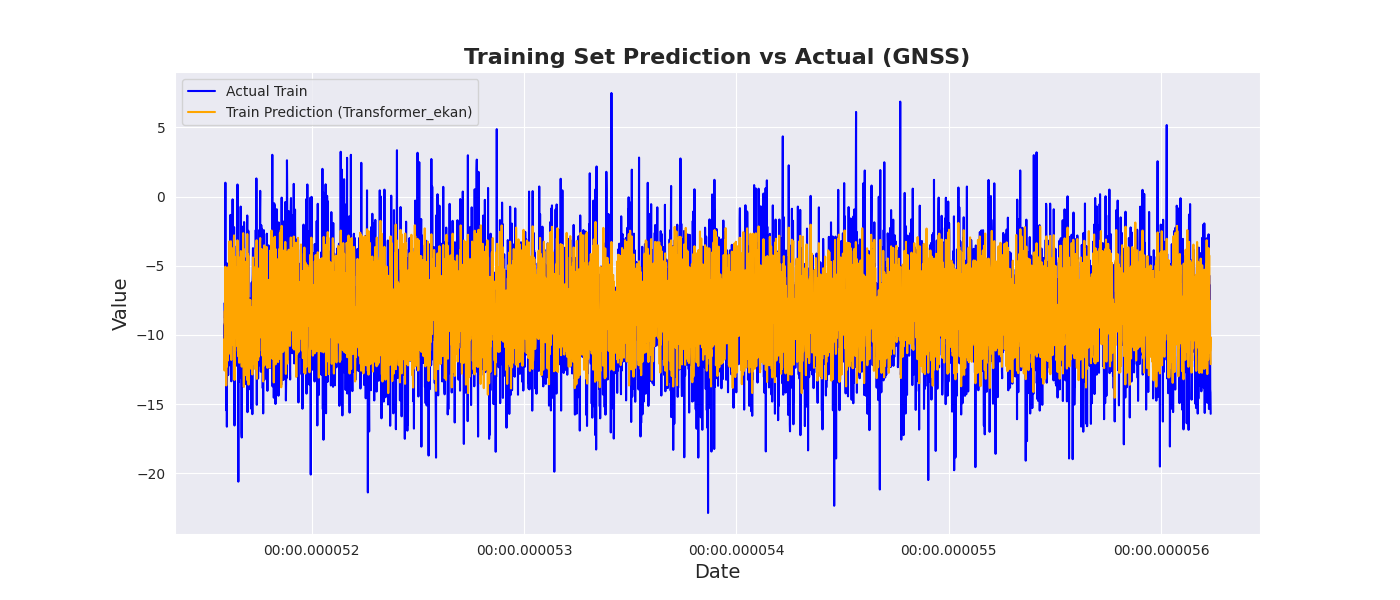 Training Set Prediction vs Actual (GNSS)
Actual Train
Train Prediction (Transformer_ekan)
Value
5
0
−5
−10
−15
−20
00:00.000052
00:00.000053
00:00.000054
00:00.000055
00:00.000056
Date